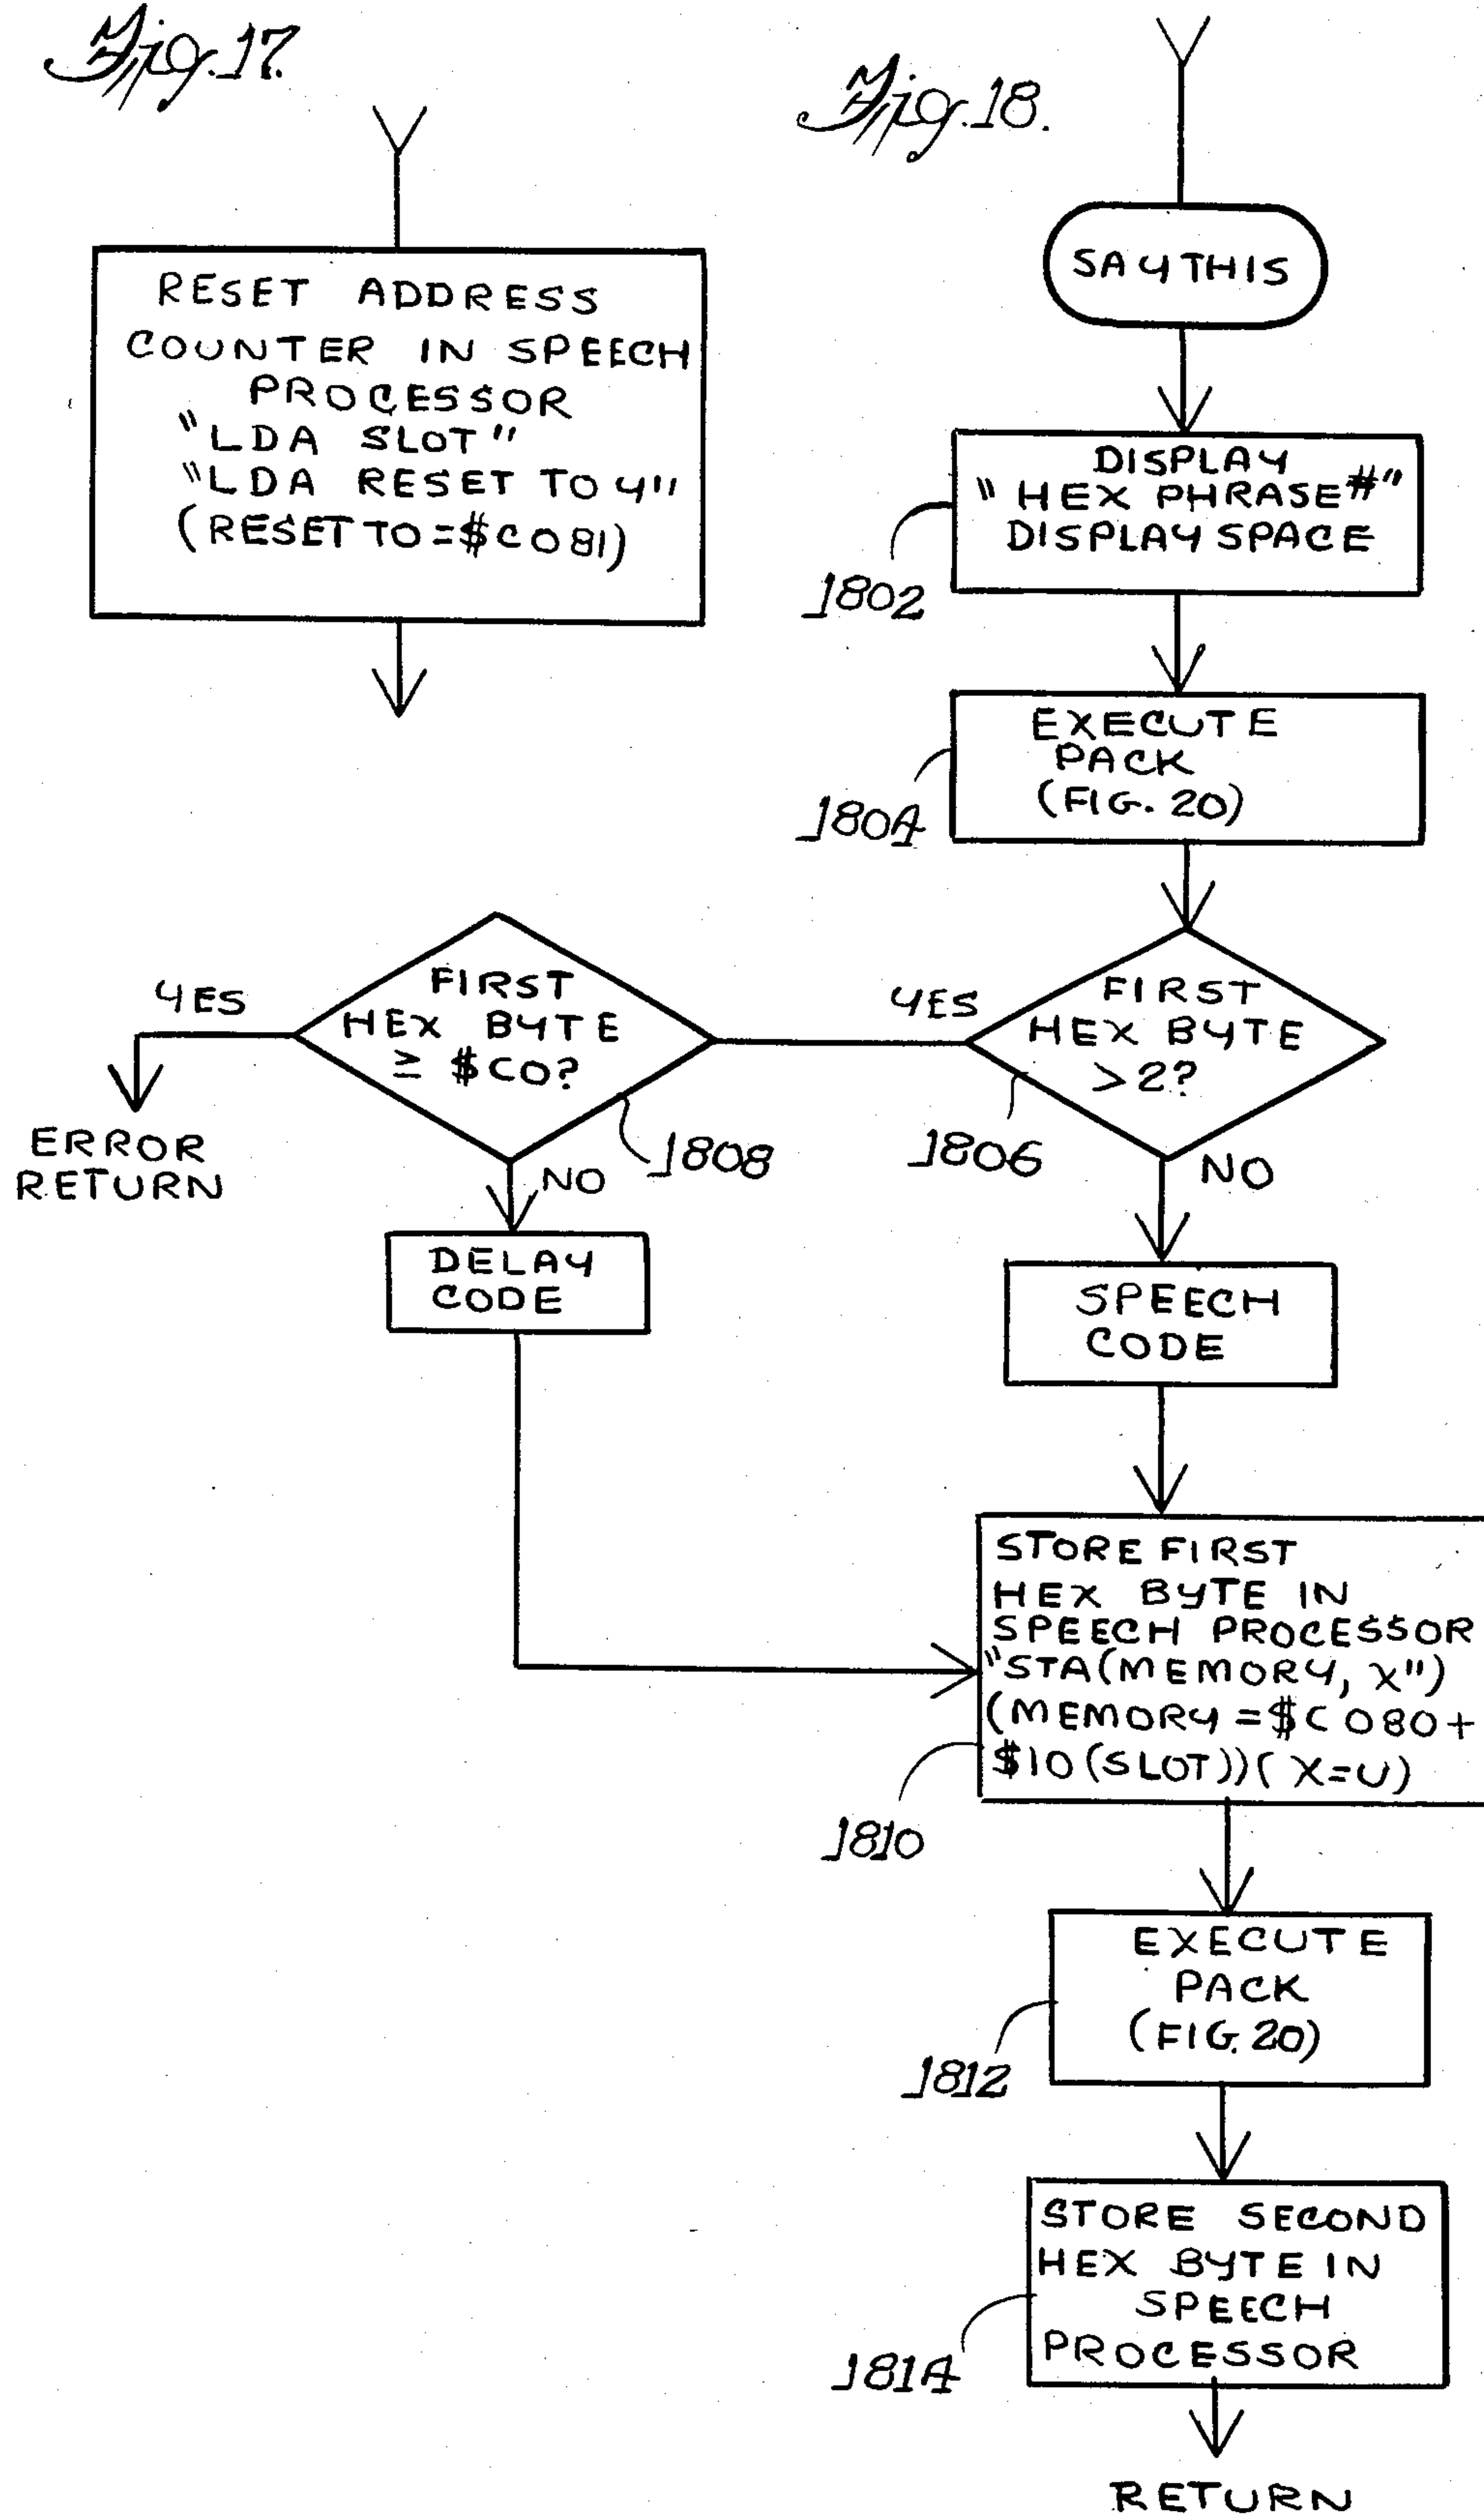 Fig. 17.
RESET ADDRESS
COUNTER IN SPEECH
PROCESSOR
"LDA SLOT"
"LDA RESET TO Y"
(RESET TO = $C081)
Fig. 18.
SAY THIS
DISPLAY
"HEX PHRASE #"
DISPLAY SPACE
1802
EXECUTE
PACK
(FIG. 20)
1804
FIRST
HEX BYTE
>2?
1806
YES
NO
FIRST
HEX BYTE
≥ $C0?
1808
YES
ERROR
RETURN
NO
DELAY
CODE
SPEECH
CODE
STORE FIRST
HEX BYTE IN
SPEECH PROCESSOR
"STA(MEMORY, X")
(MEMORY = $C080+
$10(SLOT))(X=U)
1810
EXECUTE
PACK
(FIG. 20)
1812
STORE SECOND
HEX BYTE IN
SPEECH
PROCESSOR
1814
RETURN